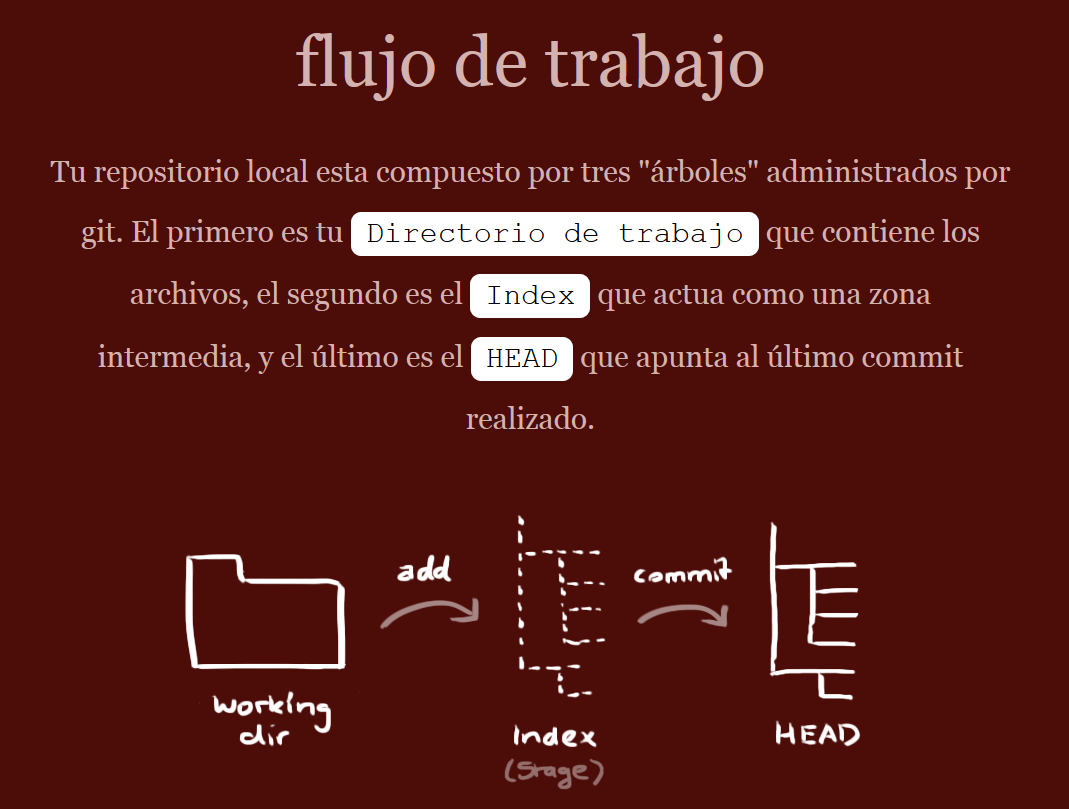 flujo de trabajo
Tu repositorio local esta compuesto por tres "árboles" administrados por
git. El primero es tu Directorio de trabajo que contiene los
archivos, el segundo es el Index que actua como una zona
intermedia, y el último es el HEAD que apunta al último commit
realizado.
add
commit
working
dir
Index
(Stage)
HEAD